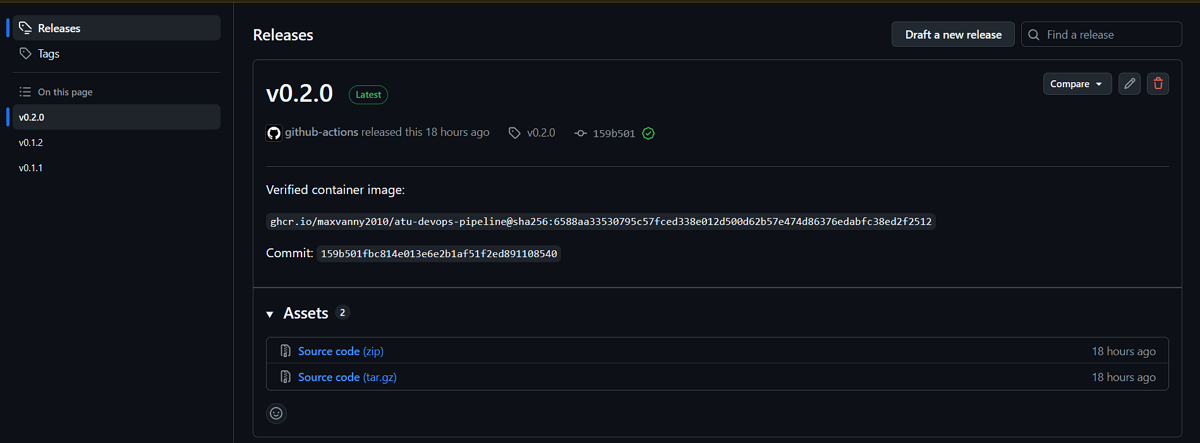 Releases
Tags
On this page
v0.2.0
v0.1.2
v0.1.1
Releases
Draft a new release
Find a release
v0.2.0 Latest
Compare
github-actions released this 18 hours ago v0.2.0 159b501
Verified container image:
ghcr.io/maxvanny2010/atu-devops-pipeline@sha256:6588aa33530795c57fced338e012d500d62b57e474d86376edabfc38ed2f2512
Commit: 159b501fbc814e013e6e2b1af51f2ed891108540
Assets 2
Source code (zip) 18 hours ago
Source code (tar.gz) 18 hours ago